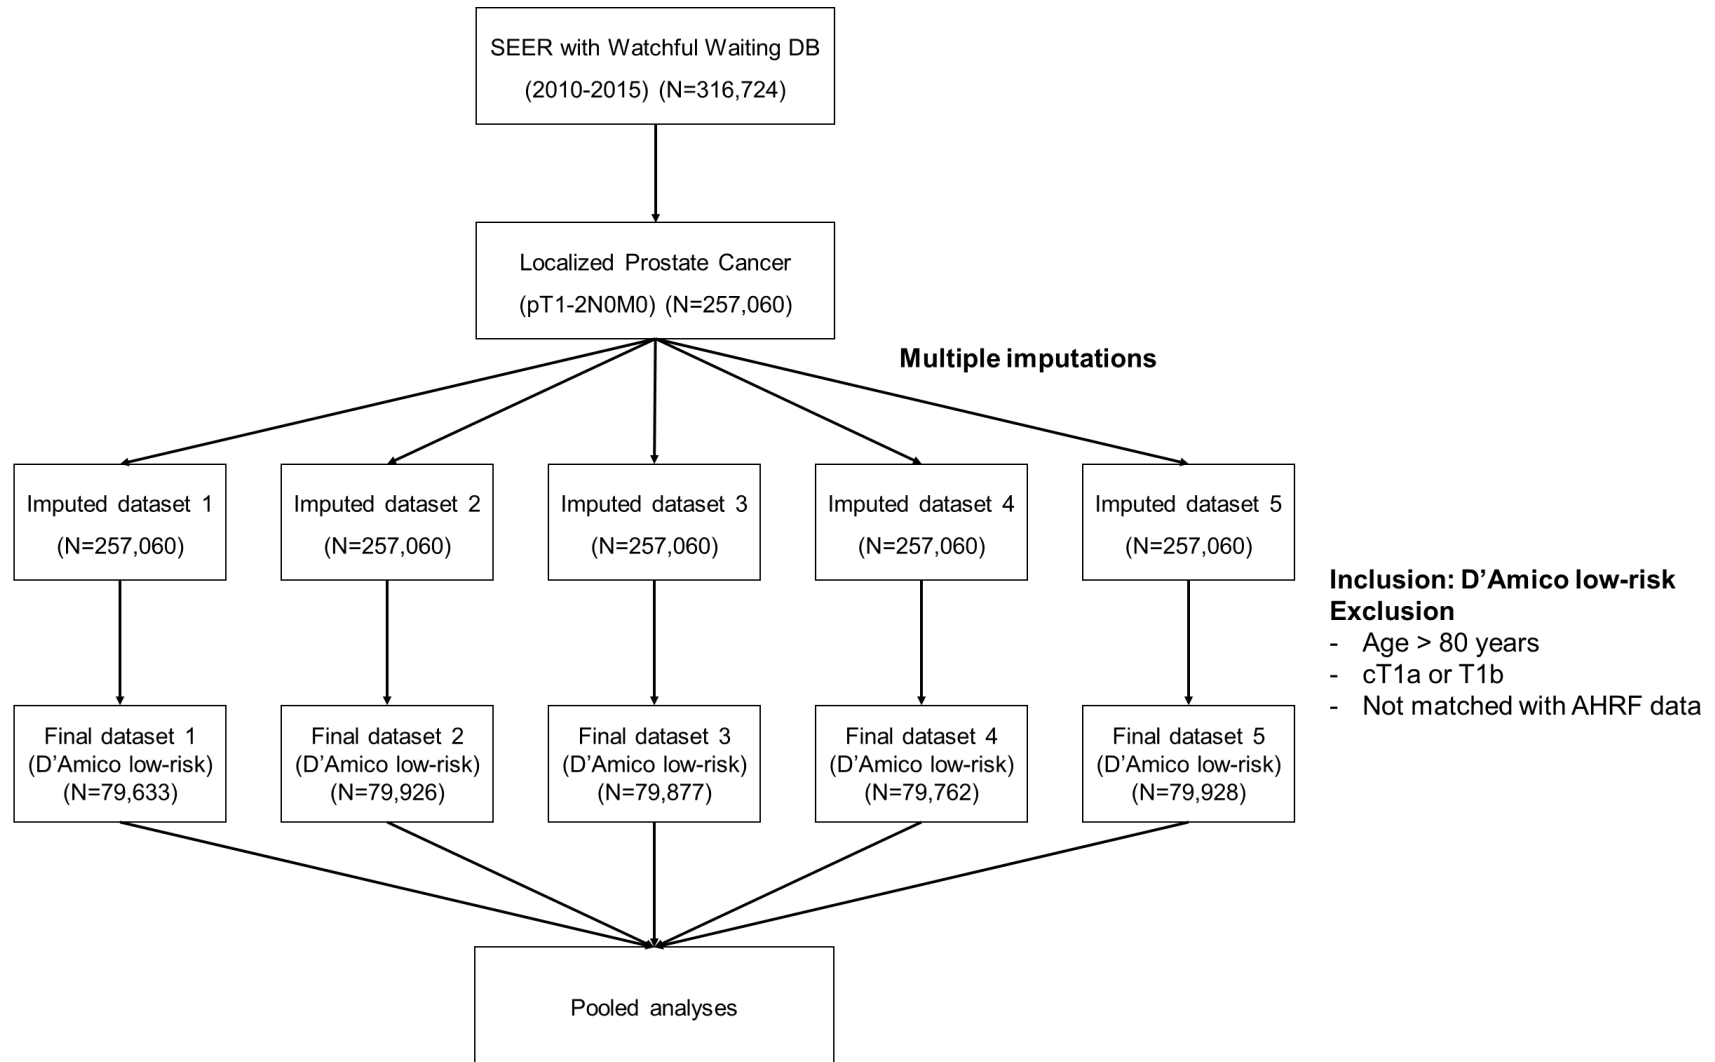 SEER with Watchful Waiting DB
(2010-2015) (N=316,724)
Localized Prostate Cancer
(pT1-2N0M0) (N=257,060)
Multiple imputations
Imputed dataset 1
(N=257,060)
Imputed dataset 2
(N=257,060)
Imputed dataset 3
(N=257,060)
Imputed dataset 4
(N=257,060)
Imputed dataset 5
(N=257,060)
Inclusion: D’Amico low-risk
Exclusion
- Age > 80 years
- cT1a or T1b
- Not matched with AHRF data
Final dataset 1
(D’Amico low-risk)
(N=79,633)
Final dataset 2
(D’Amico low-risk)
(N=79,926)
Final dataset 3
(D’Amico low-risk)
(N=79,877)
Final dataset 4
(D’Amico low-risk)
(N=79,762)
Final dataset 5
(D’Amico low-risk)
(N=79,928)
Pooled analyses